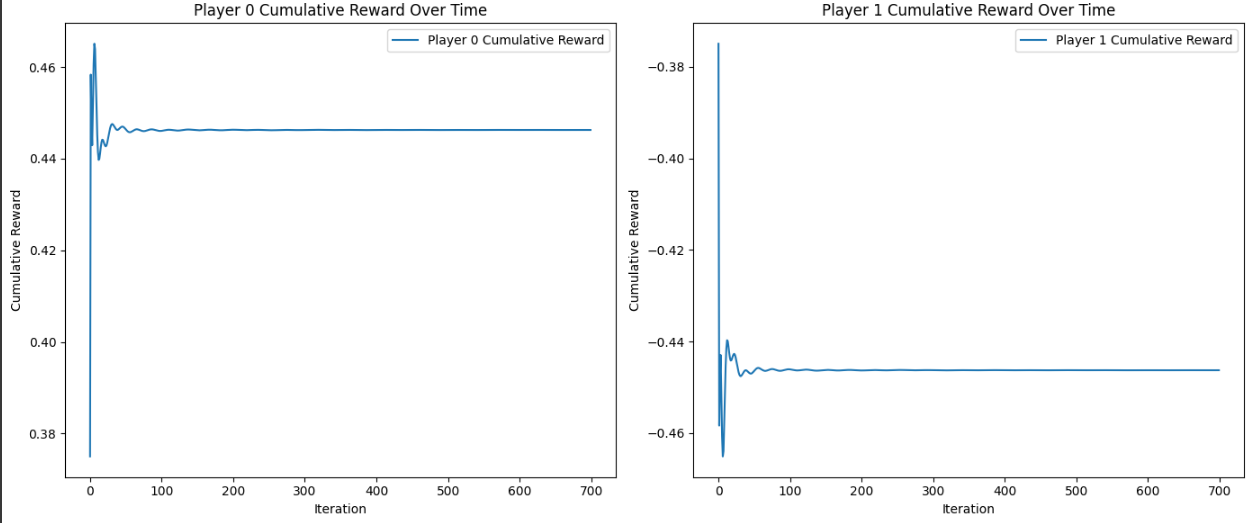 Player 0 Cumulative Reward Over Time
Player 0 Cumulative Reward
0.46
0.44
0.42
0.40
0.38
Cumulative Reward
0 100 200 300 400 500 600 700
Iteration
Player 1 Cumulative Reward Over Time
Player 1 Cumulative Reward
−0.38
−0.40
−0.42
−0.44
−0.46
Cumulative Reward
0 100 200 300 400 500 600 700
Iteration